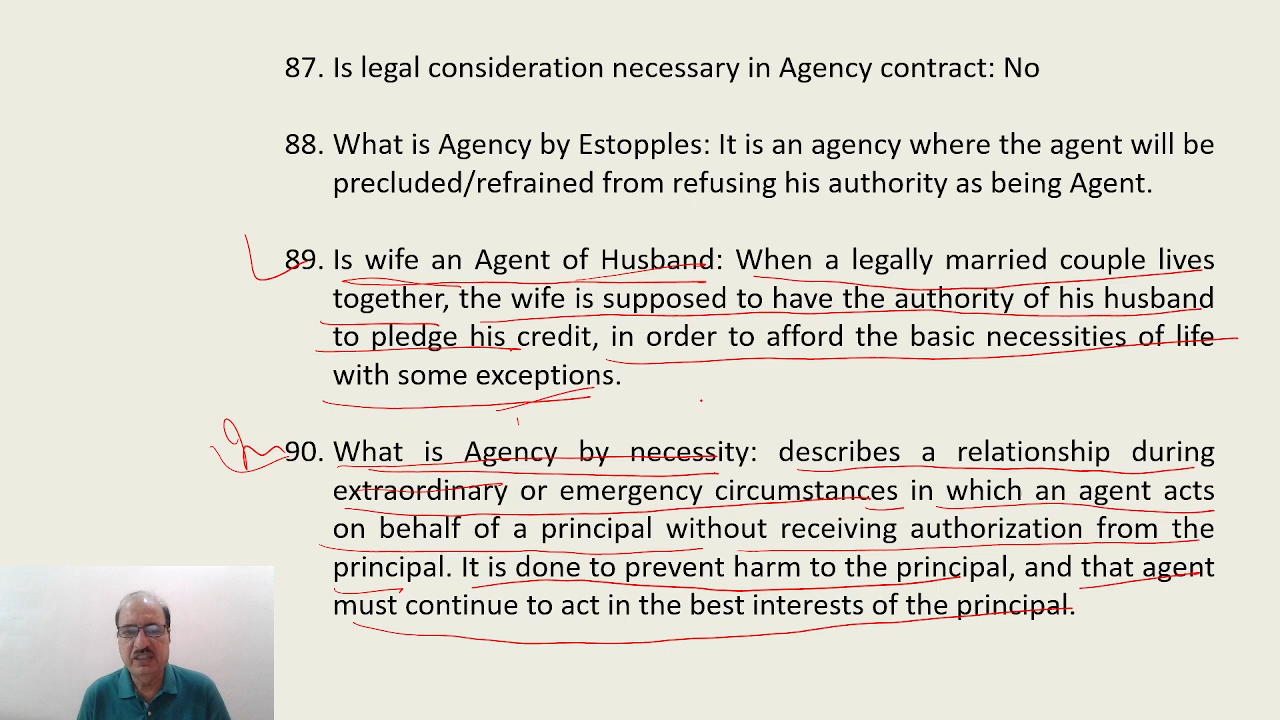 87. Is legal consideration necessary in Agency contract: No
88. What is Agency by Estopples: It is an agency where the agent will be
precluded/refrained from refusing his authority as being Agent.
89. Is wife an Agent of Husband: When a legally married couple lives
together, the wife is supposed to have the authority of his husband
to pledge his credit, in order to afford the basic necessities of life
with some exceptions.
90. What is Agency by necessity: describes a relationship during
extraordinary or emergency circumstances in which an agent acts
on behalf of a principal without receiving authorization from the
principal. It is done to prevent harm to the principal, and that agent
must continue to act in the best interests of the principal.